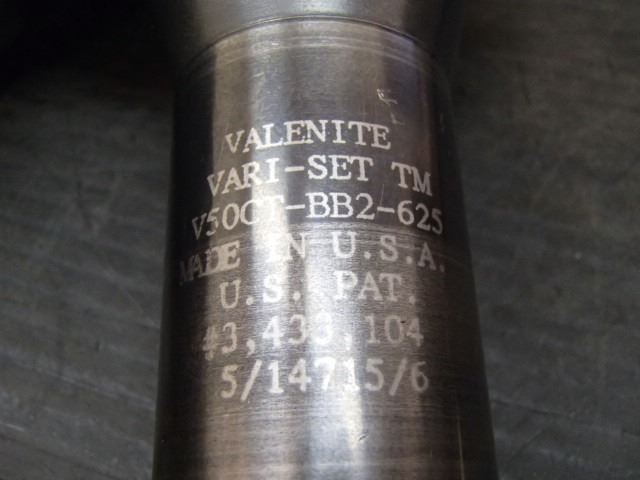 VALENITE
VARI-SET TM
V50CT-BB2-625
MADE IN U.S.A.
U.S. PAT.
#3,433,104
5/14715/6